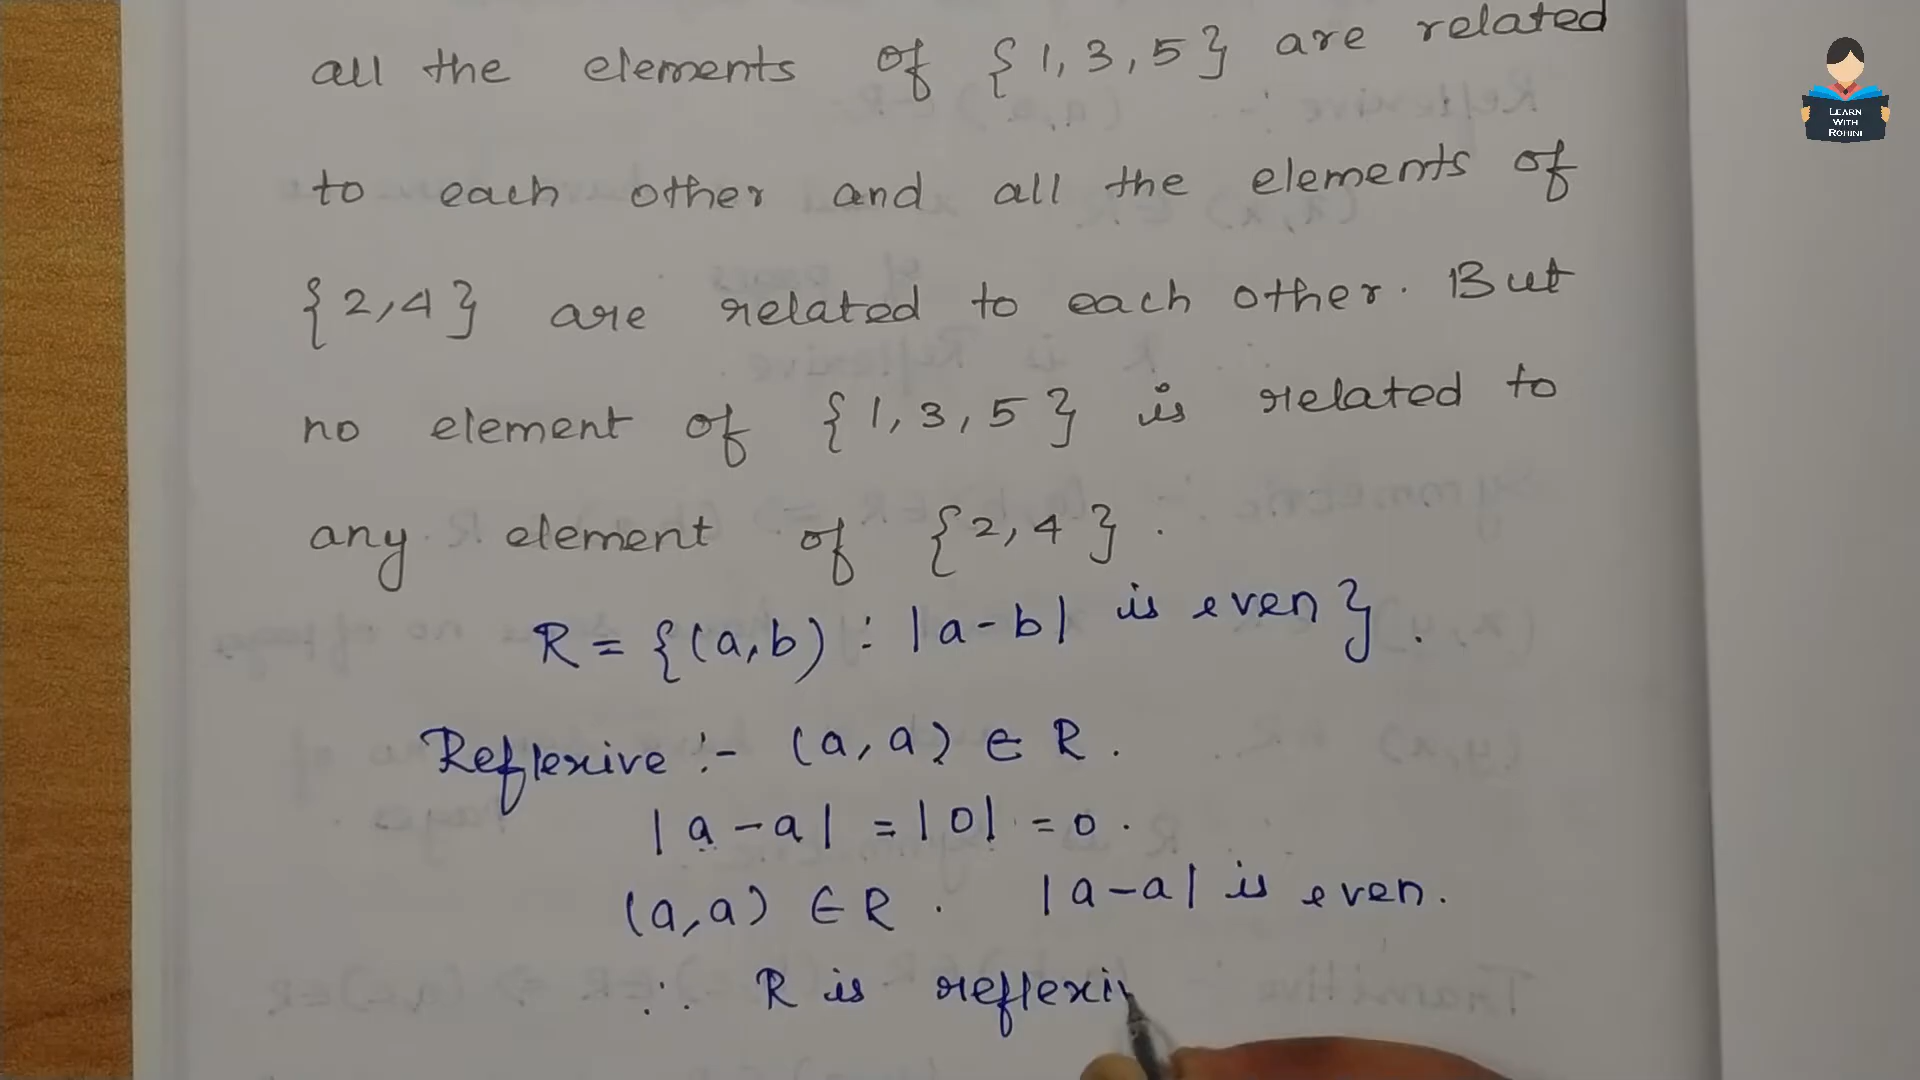 all the elements of {1, 3, 5} are related
to each other and all the elements of
{2, 4} are related to each other. But
no element of {1, 3, 5} is related to
any element of {2, 4}.
R = {(a, b) : |a - b| is even}.
Reflexive :- (a, a) ∈ R.
|a - a| = |0| = 0.
(a, a) ∈ R. |a - a| is even.
∴ R is reflexi
LEARN
WITH
ROHINI